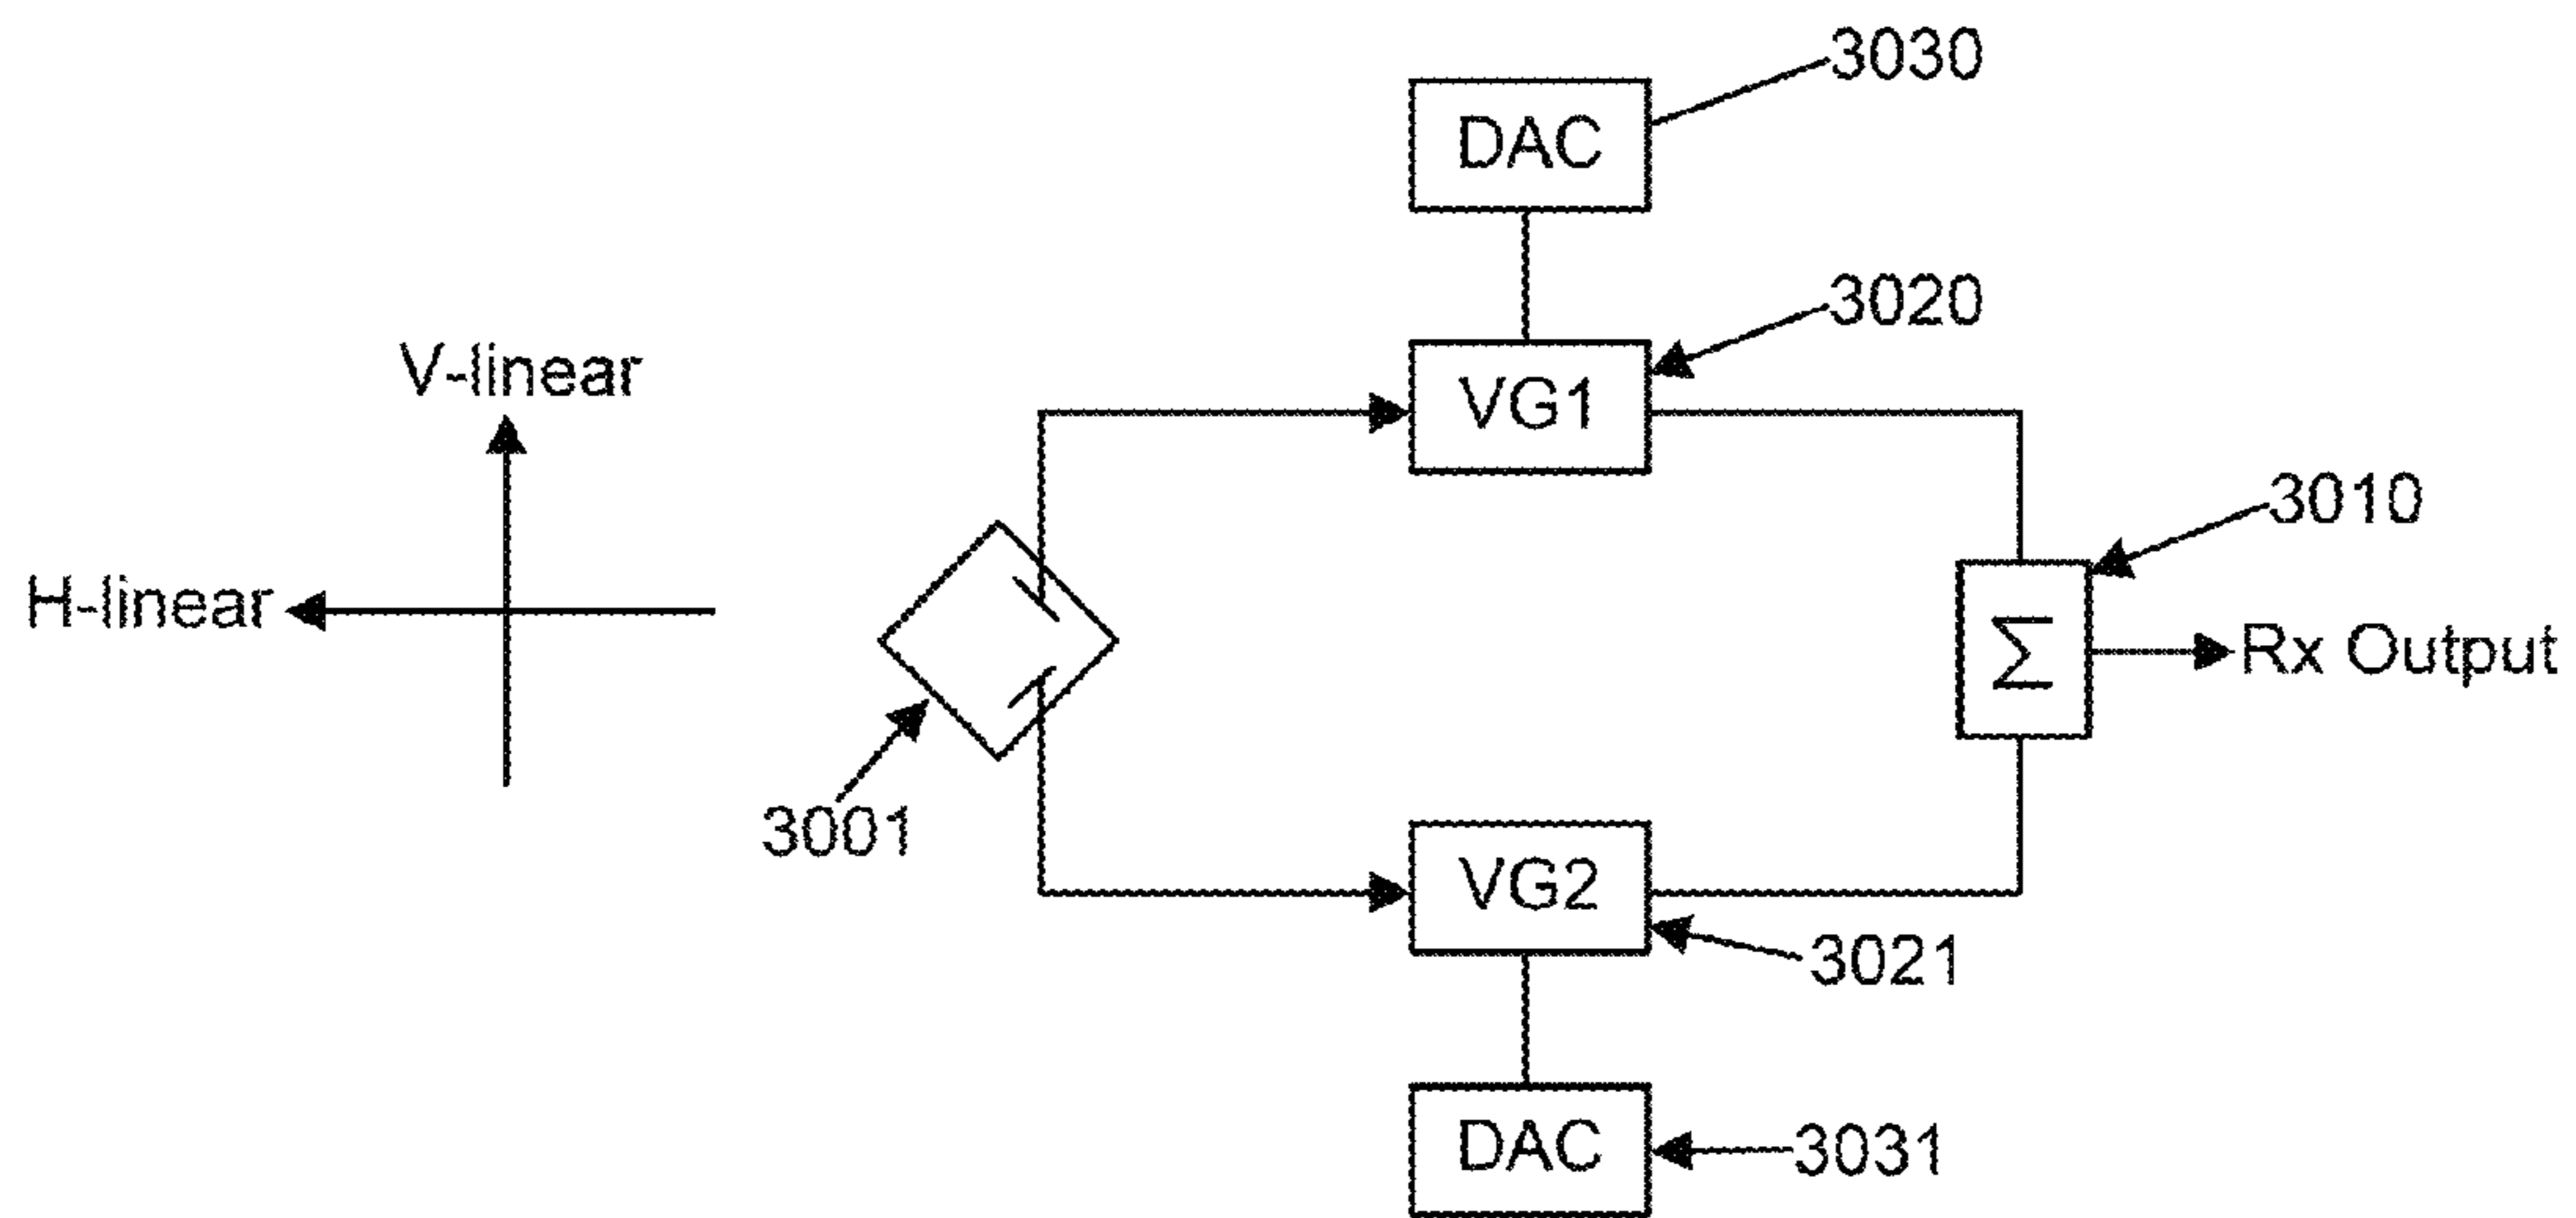 3030
DAC
3020
V-linear
VG1
3010
H-linear
Σ
Rx Output
3001
VG2
3021
DAC
3031